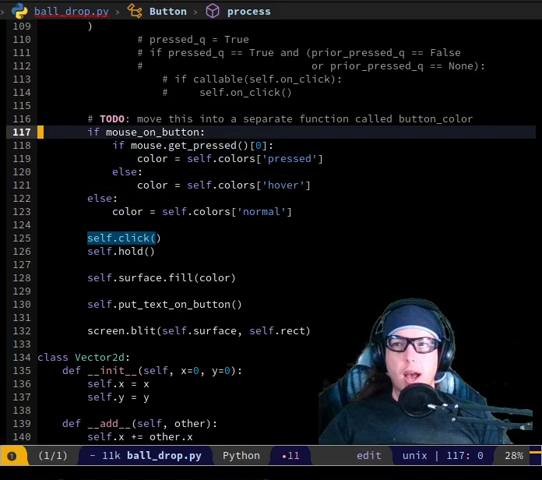 ball_drop.py › Button › process
109 )
110 # pressed_q = True
111 # if pressed_q == True and (prior_pressed_q == False
112 # or prior_pressed_q == None):
113 # if callable(self.on_click):
114 # self.on_click()
115
116 # TODO: move this into a separate function called button_color
117 if mouse_on_button:
118 if mouse.get_pressed()[0]:
119 color = self.colors['pressed']
120 else:
121 color = self.colors['hover']
122 else:
123 color = self.colors['normal']
124
125 self.click()
126 self.hold()
127
128 self.surface.fill(color)
129
130 self.put_text_on_button()
131
132 screen.blit(self.surface, self.rect)
133
134 class Vector2d:
135 def __init__(self, x=0, y=0):
136 self.x = x
137 self.y = y
138
139 def __add__(self, other):
140 self.x += other.x
(1/1) - 11k ball_drop.py Python •11 edit unix | 117: 0 28%